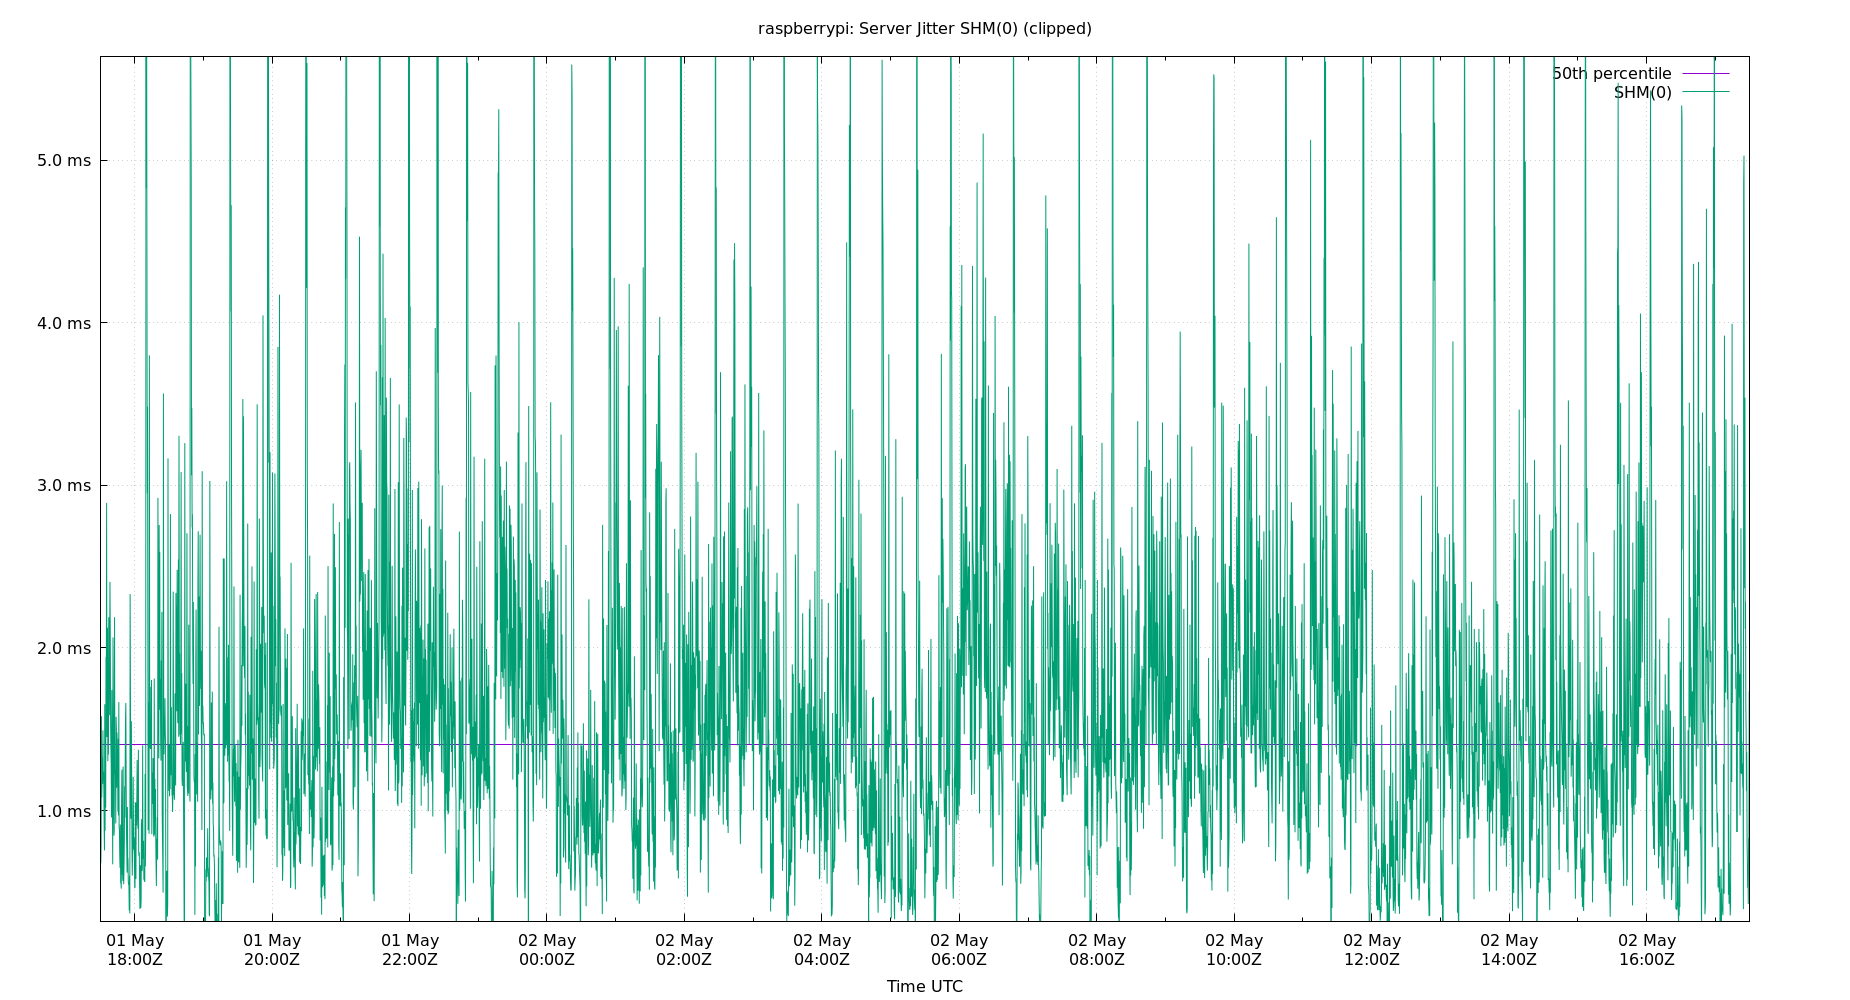 raspberrypi: Server Jitter SHM(0) (clipped)
50th percentile
SHM(0)
5.0 ms
4.0 ms
3.0 ms
2.0 ms
1.0 ms
01 May 01 May 01 May 02 May 02 May 02 May 02 May 02 May 02 May 02 May 02 May 02 May
18:00Z 20:00Z 22:00Z 00:00Z 02:00Z 04:00Z 06:00Z 08:00Z 10:00Z 12:00Z 14:00Z 16:00Z
Time UTC